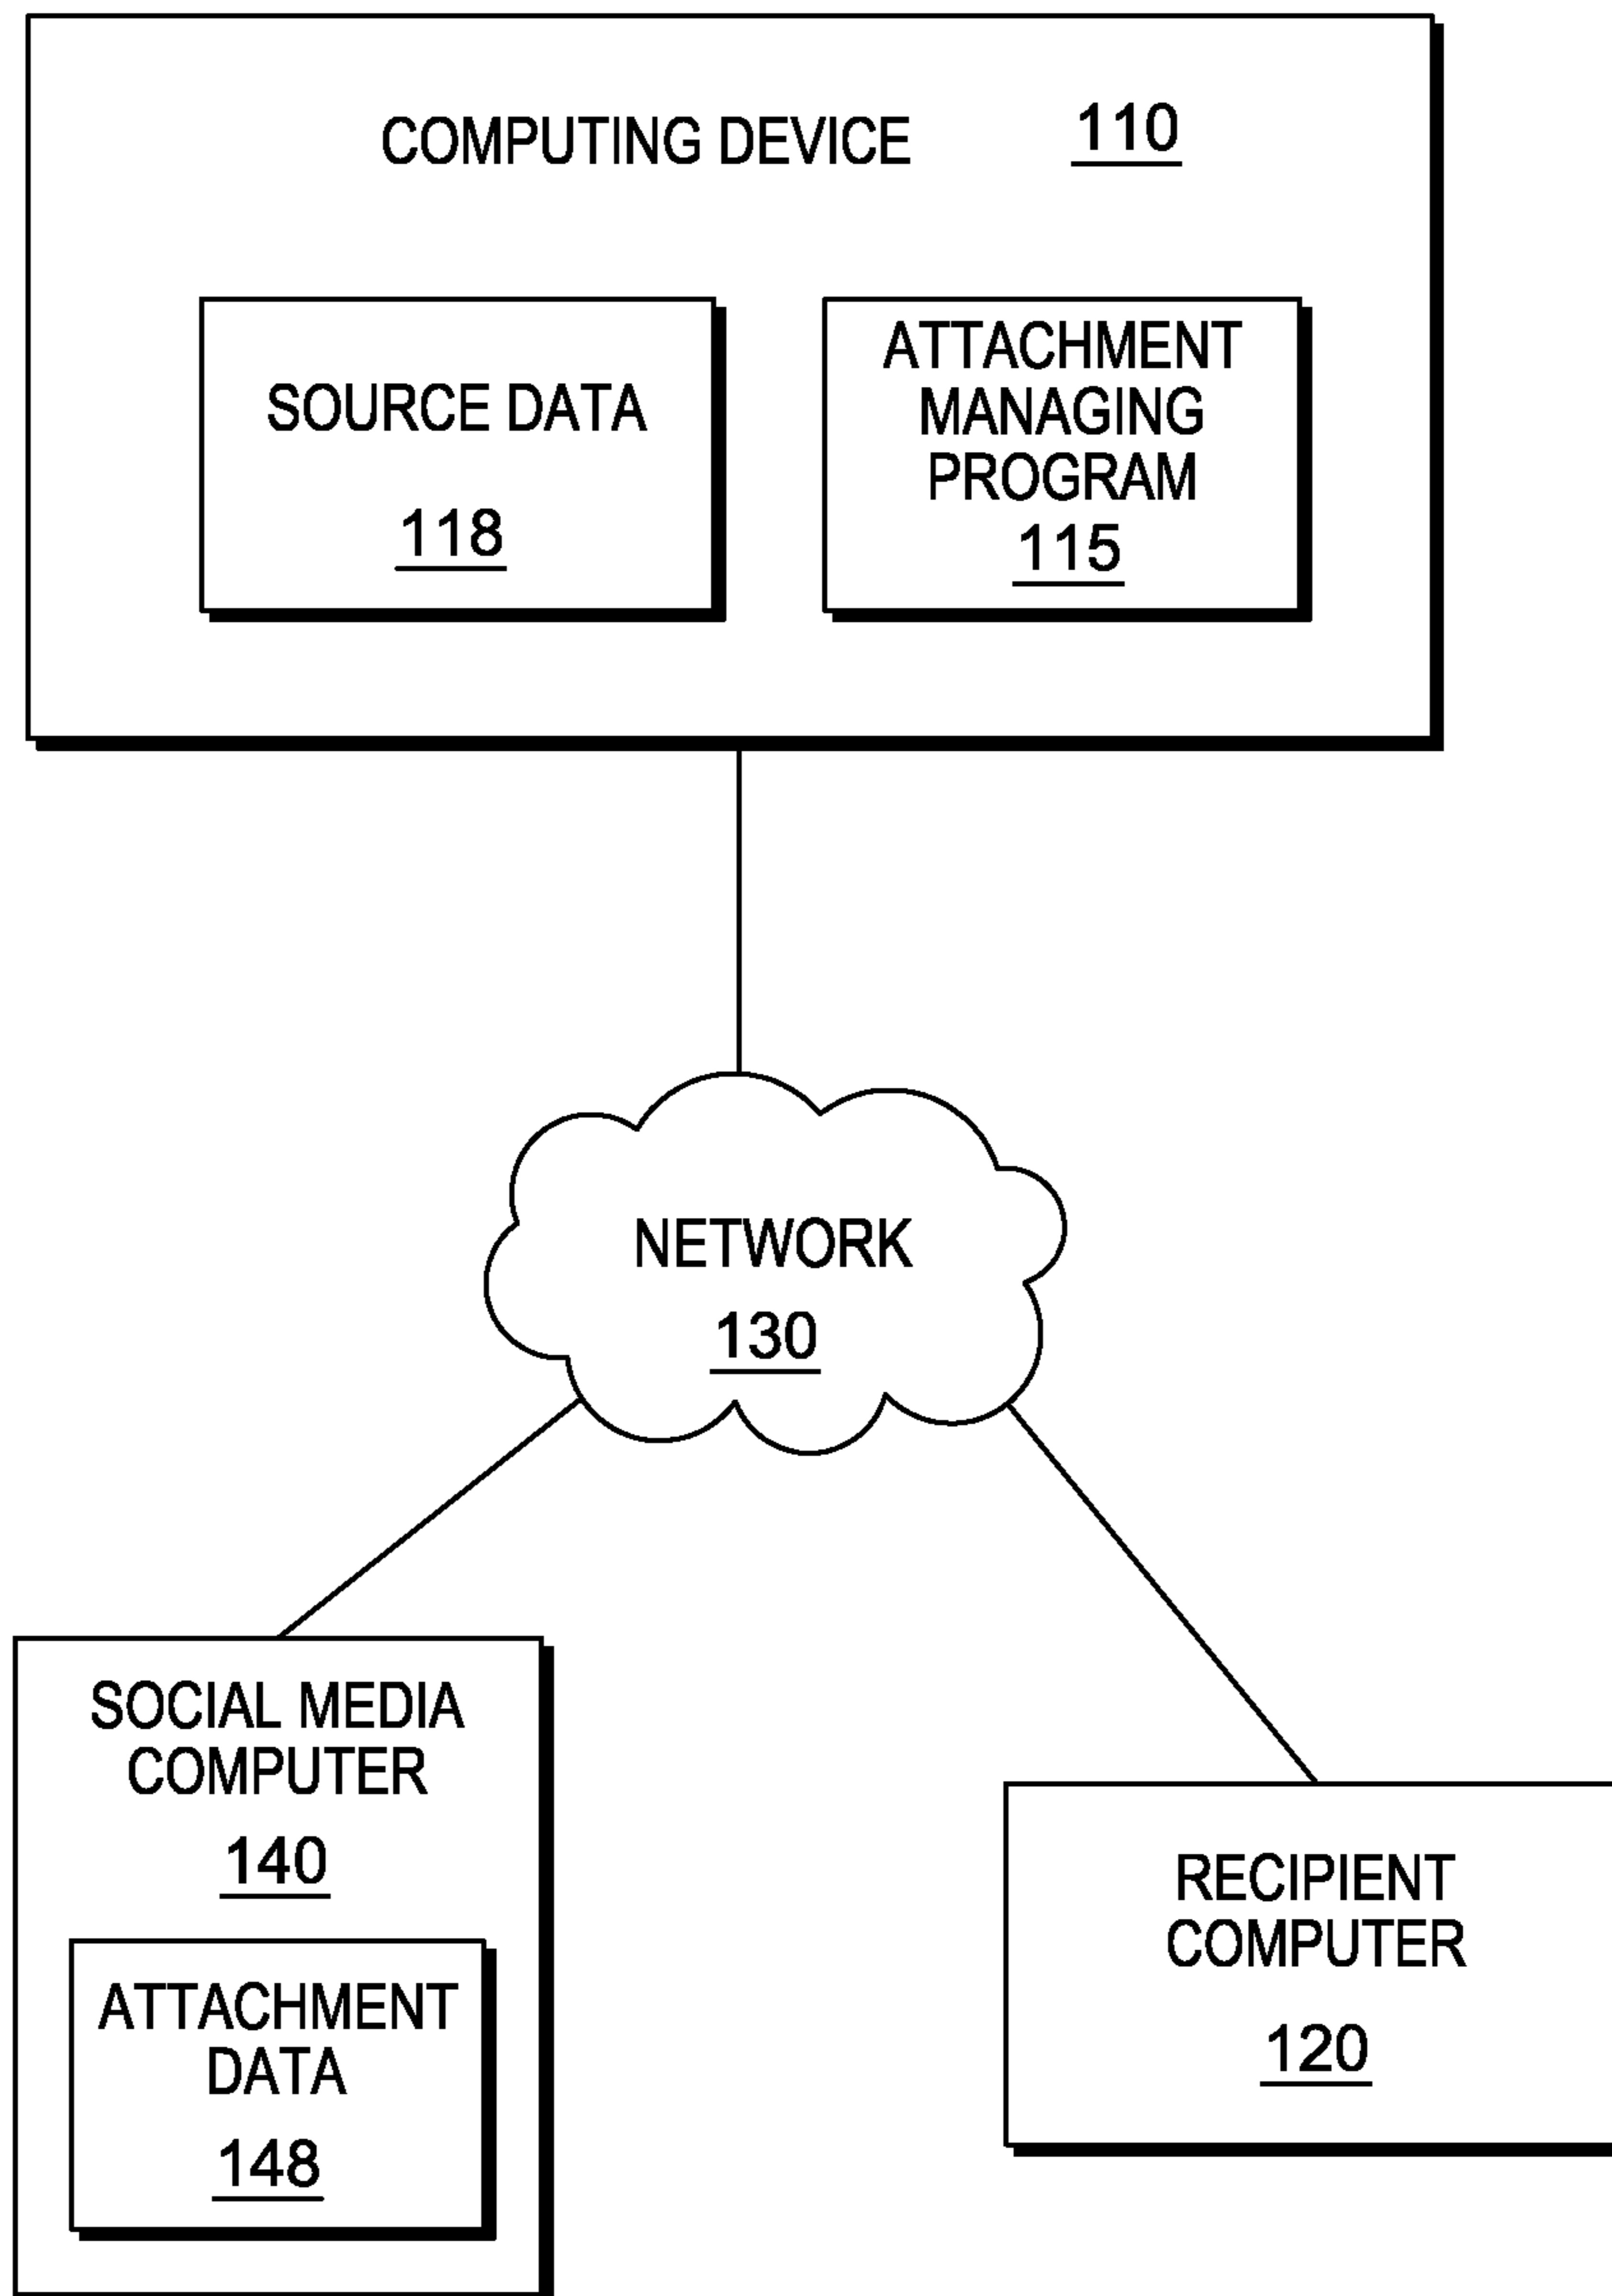 COMPUTING DEVICE 110
SOURCE DATA
118
ATTACHMENT
MANAGING
PROGRAM
115
NETWORK
130
SOCIAL MEDIA
COMPUTER
140
ATTACHMENT
DATA
148
RECIPIENT
COMPUTER
120